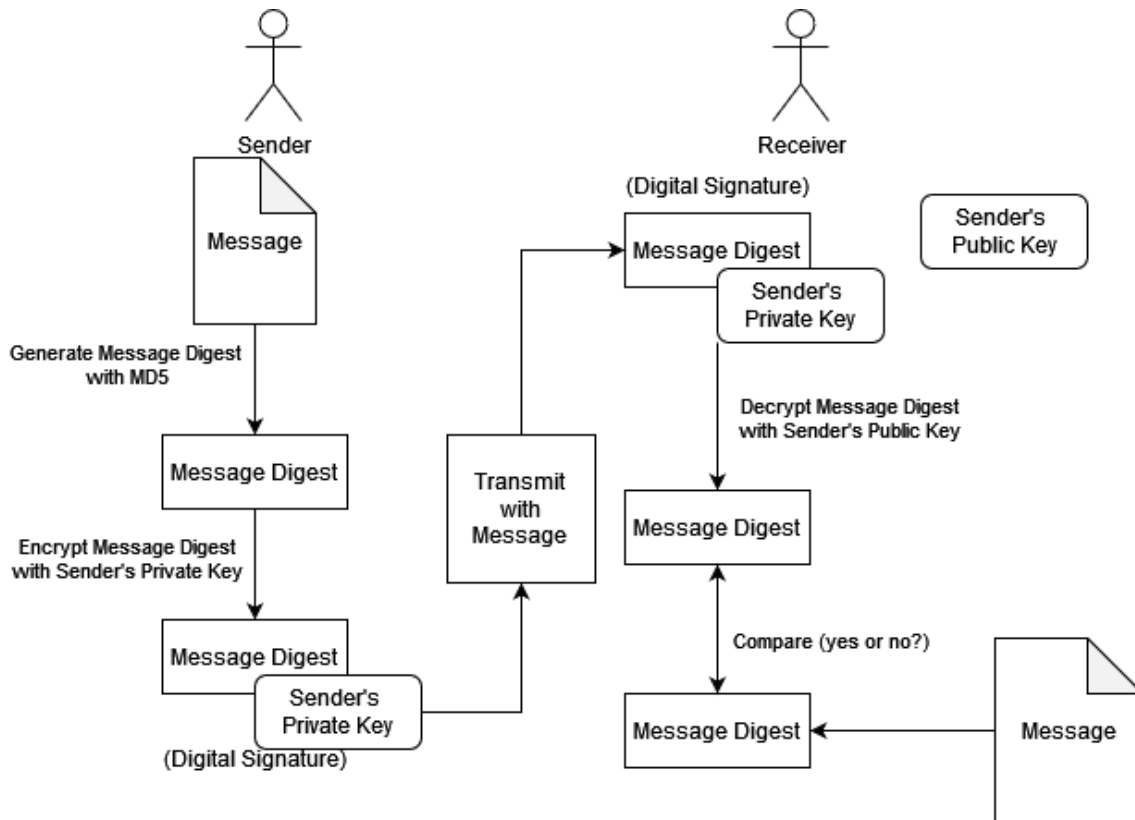 Sender
Message
Generate Message Digest
with MD5
Message Digest
Encrypt Message Digest
with Sender's Private Key
Message Digest
Sender's
Private Key
(Digital Signature)
Transmit
with
Message
Receiver
(Digital Signature)
Message Digest
Sender's
Private Key
Sender's
Public Key
Decrypt Message Digest
with Sender's Public Key
Message Digest
Compare (yes or no?)
Message Digest
Message